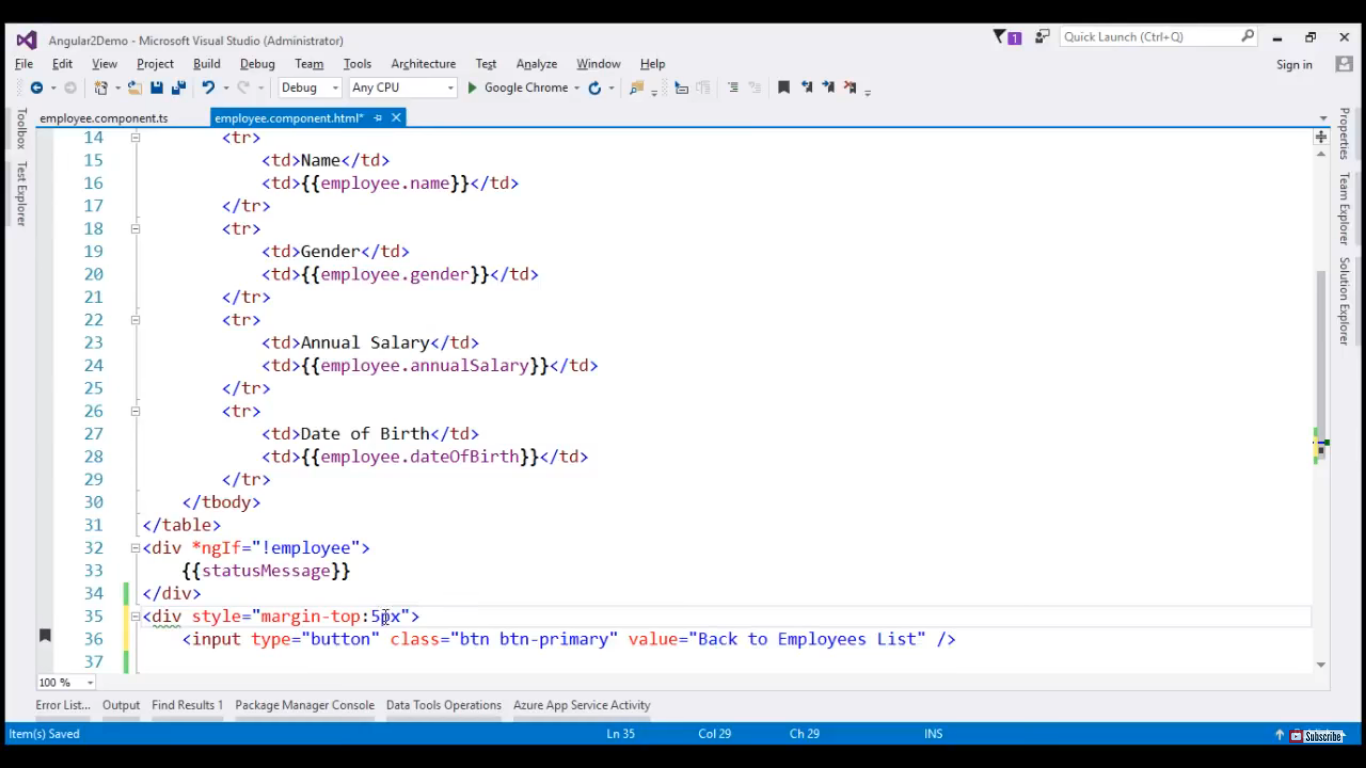 Angular2Demo - Microsoft Visual Studio (Administrator)
1
Quick Launch (Ctrl+Q)
File Edit View Project Build Debug Team Tools Architecture Test Analyze Window Help
Sign in
Debug Any CPU Google Chrome
employee.component.ts employee.component.html*
Toolbox
Test Explorer
Properties
Team Explorer
Solution Explorer
14 <tr>
15 <td>Name</td>
16 <td>{{employee.name}}</td>
17 </tr>
18 <tr>
19 <td>Gender</td>
20 <td>{{employee.gender}}</td>
21 </tr>
22 <tr>
23 <td>Annual Salary</td>
24 <td>{{employee.annualSalary}}</td>
25 </tr>
26 <tr>
27 <td>Date of Birth</td>
28 <td>{{employee.dateOfBirth}}</td>
29 </tr>
30 </tbody>
31 </table>
32 <div *ngIf="!employee">
33 {{statusMessage}}
34 </div>
35 <div style="margin-top:5px">
36 <input type="button" class="btn btn-primary" value="Back to Employees List" />
37
100 %
Error List... Output Find Results 1 Package Manager Console Data Tools Operations Azure App Service Activity
Item(s) Saved Ln 35 Col 29 Ch 29 INS
Subscribe